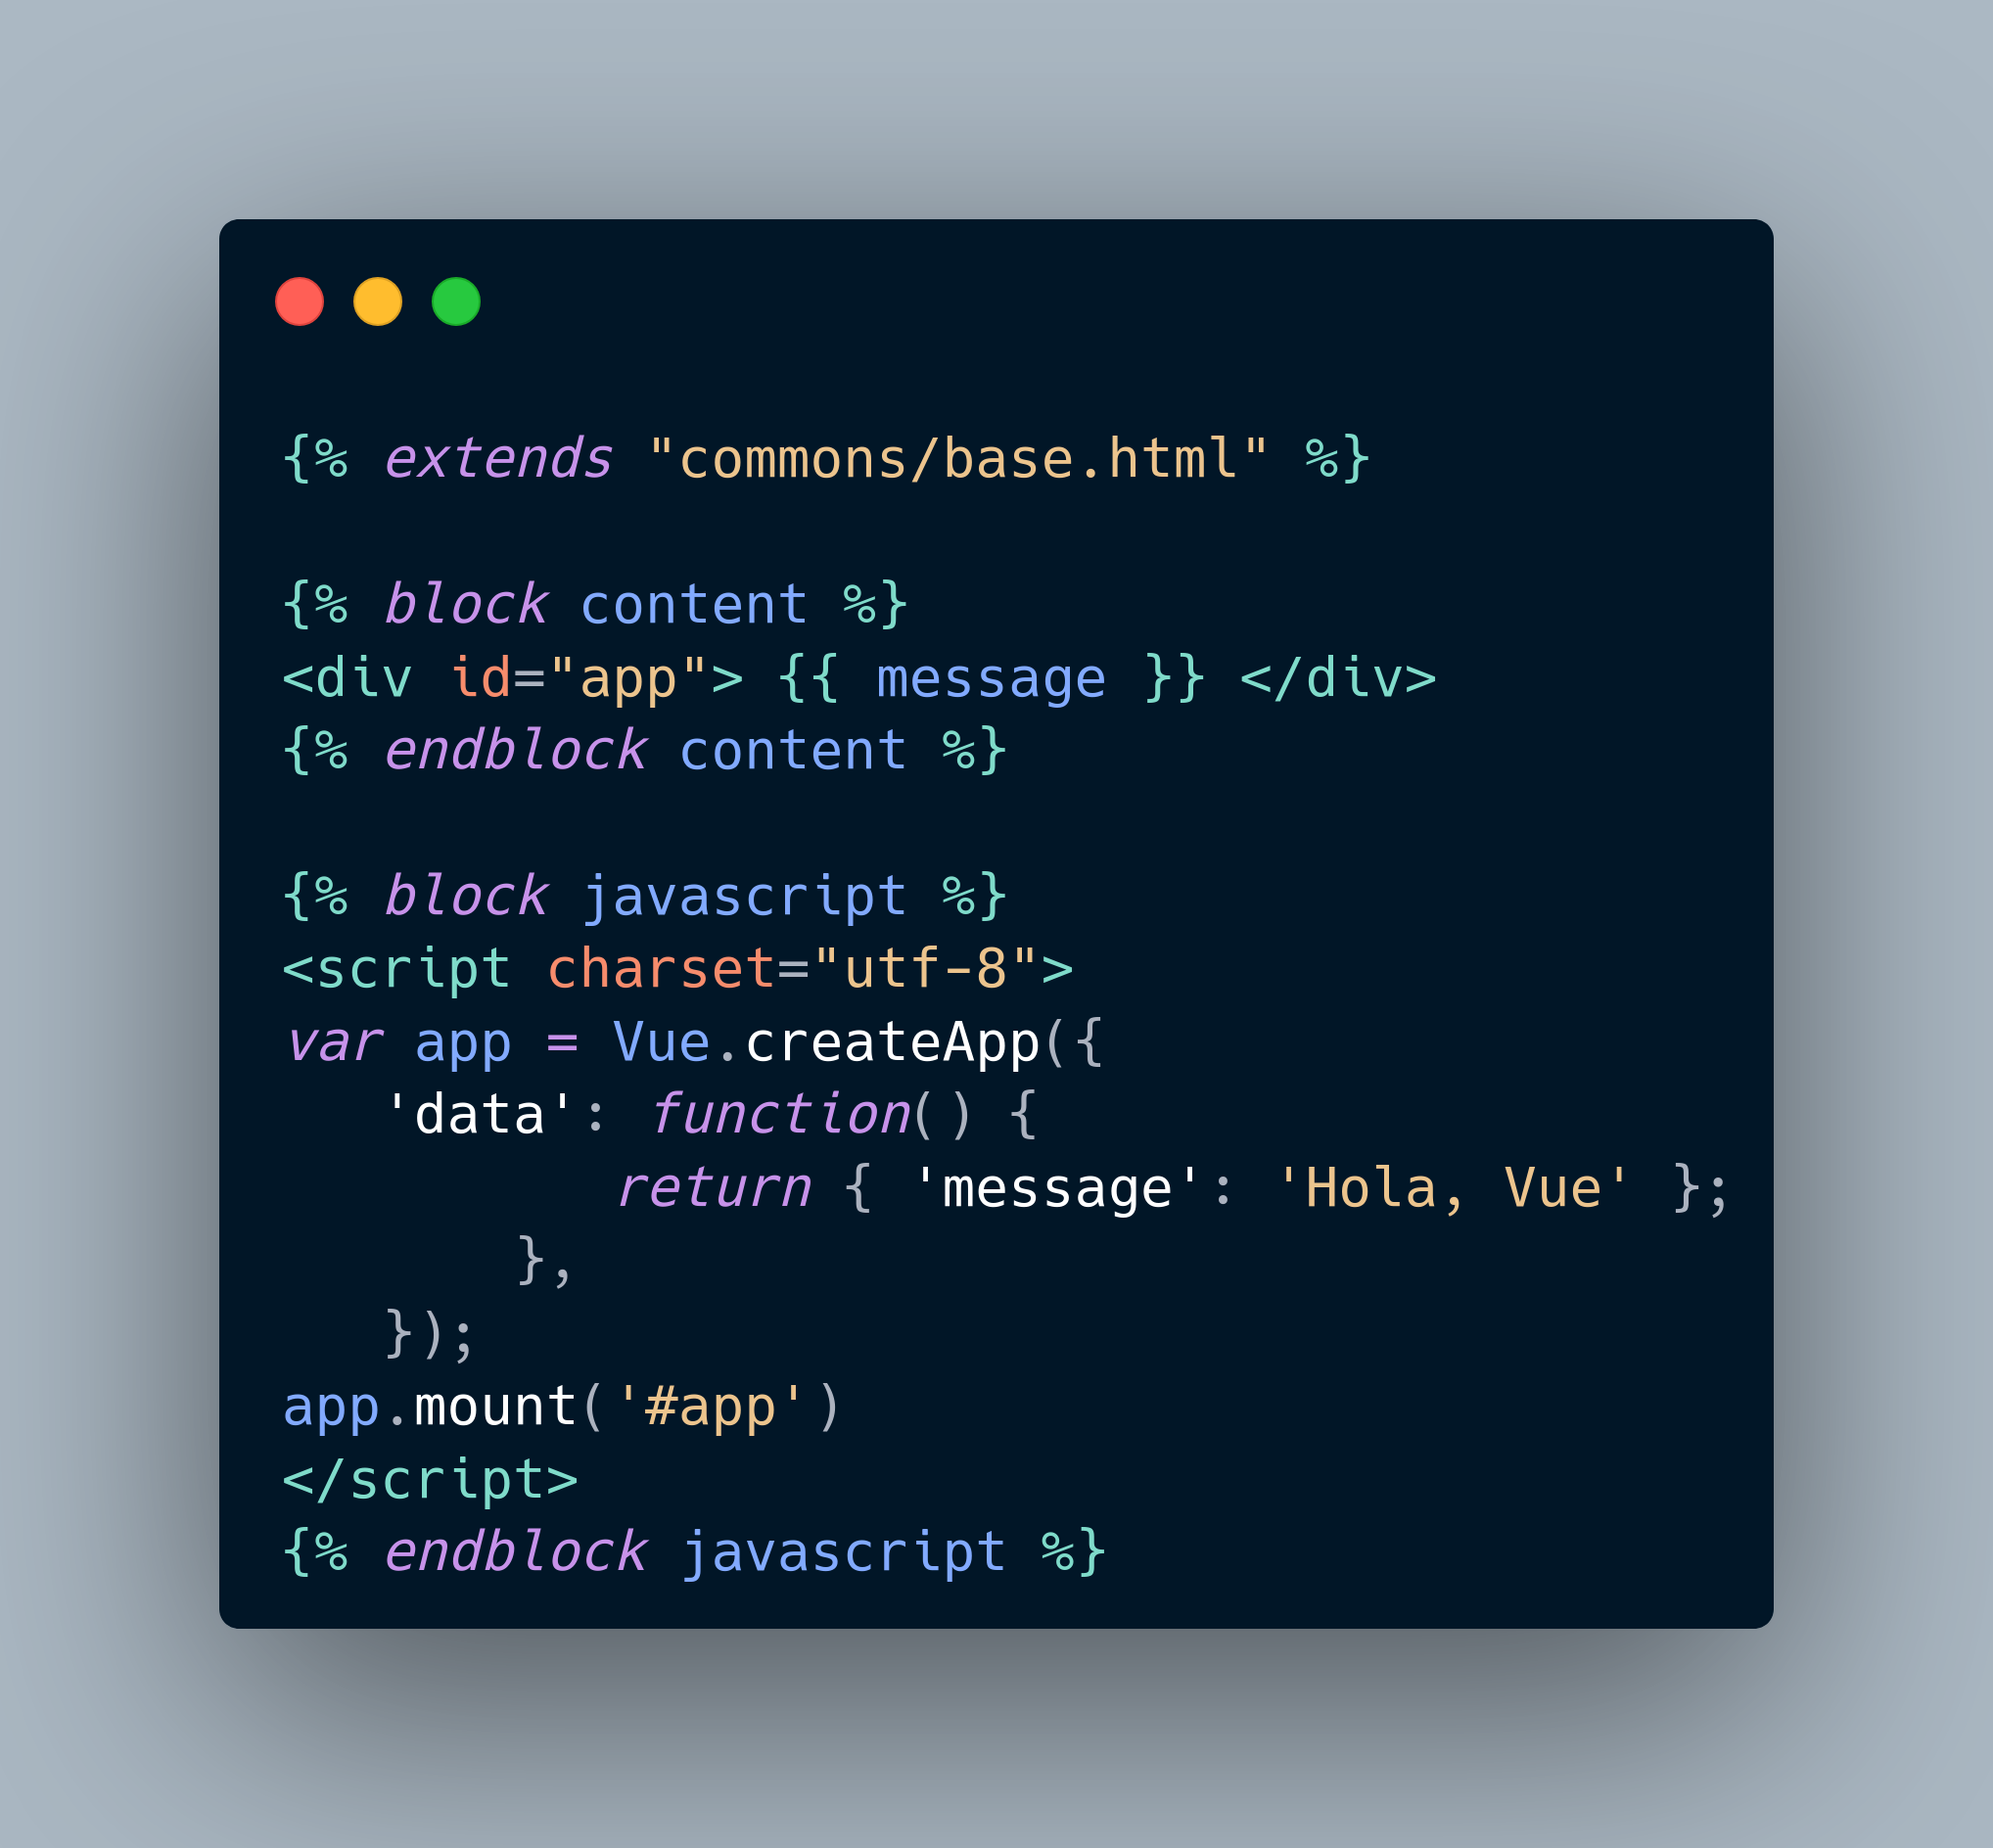 {% extends "commons/base.html" %}
{% block content %}
<div id="app"> {{ message }} </div>
{% endblock content %}
{% block javascript %}
<script charset="utf-8">
var app = Vue.createApp({
   'data': function() {
          return { 'message': 'Hola, Vue' };
       },
   });
app.mount('#app')
</script>
{% endblock javascript %}